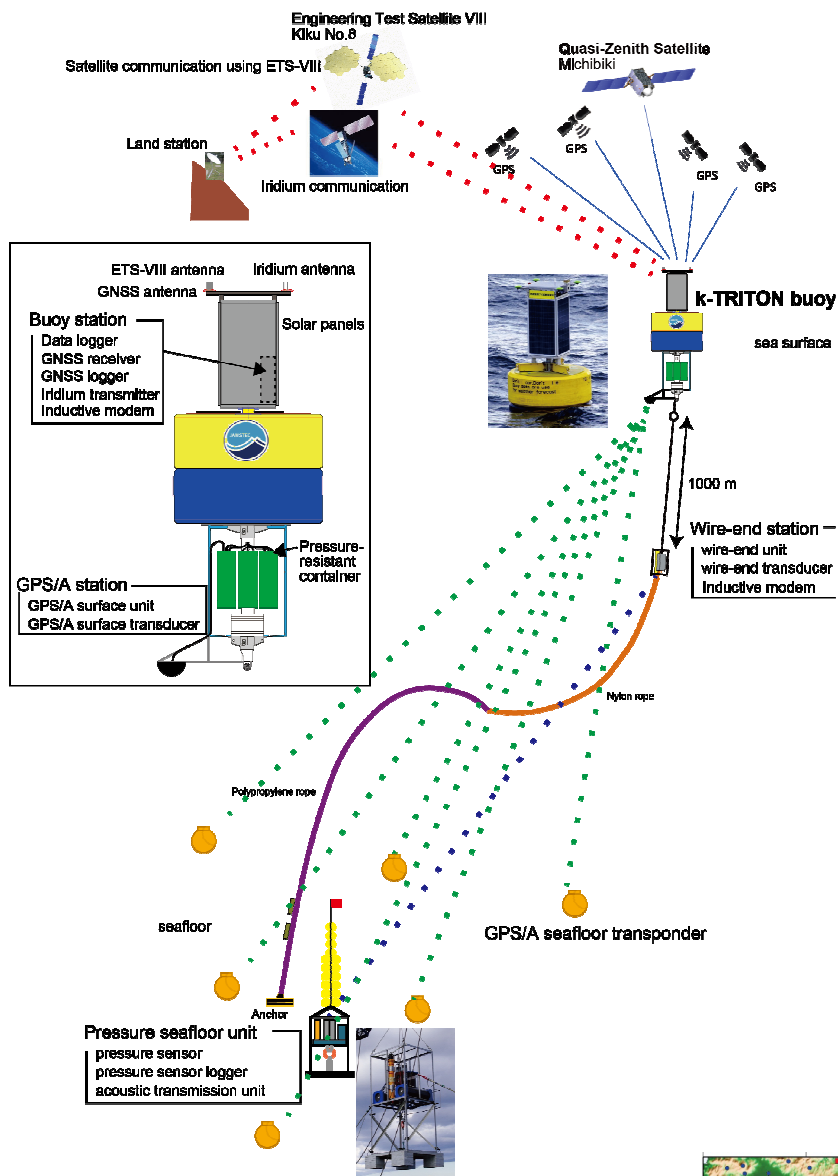 Engineering Test Satellite VIII
Kiku No.8
Satellite communication using ETS-VIII
Quasi-Zenith Satellite
Michibiki
Land station
Iridium communication
GPS
GPS
GPS
GPS
ETS-VIII antenna
Iridium antenna
GNSS antenna
Buoy station
Solar panels
Data logger
GNSS receiver
GNSS logger
Iridium transmitter
Inductive modem
JAMSTEC
Pressure-
resistant
container
GPS/A station
GPS/A surface unit
GPS/A surface transducer
k-TRITON buoy
sea surface
1000 m
Wire-end station
wire-end unit
wire-end transducer
Inductive modem
Nylon rope
Polypropylene rope
seafloor
GPS/A seafloor transponder
Anchor
Pressure seafloor unit
pressure sensor
pressure sensor logger
acoustic transmission unit